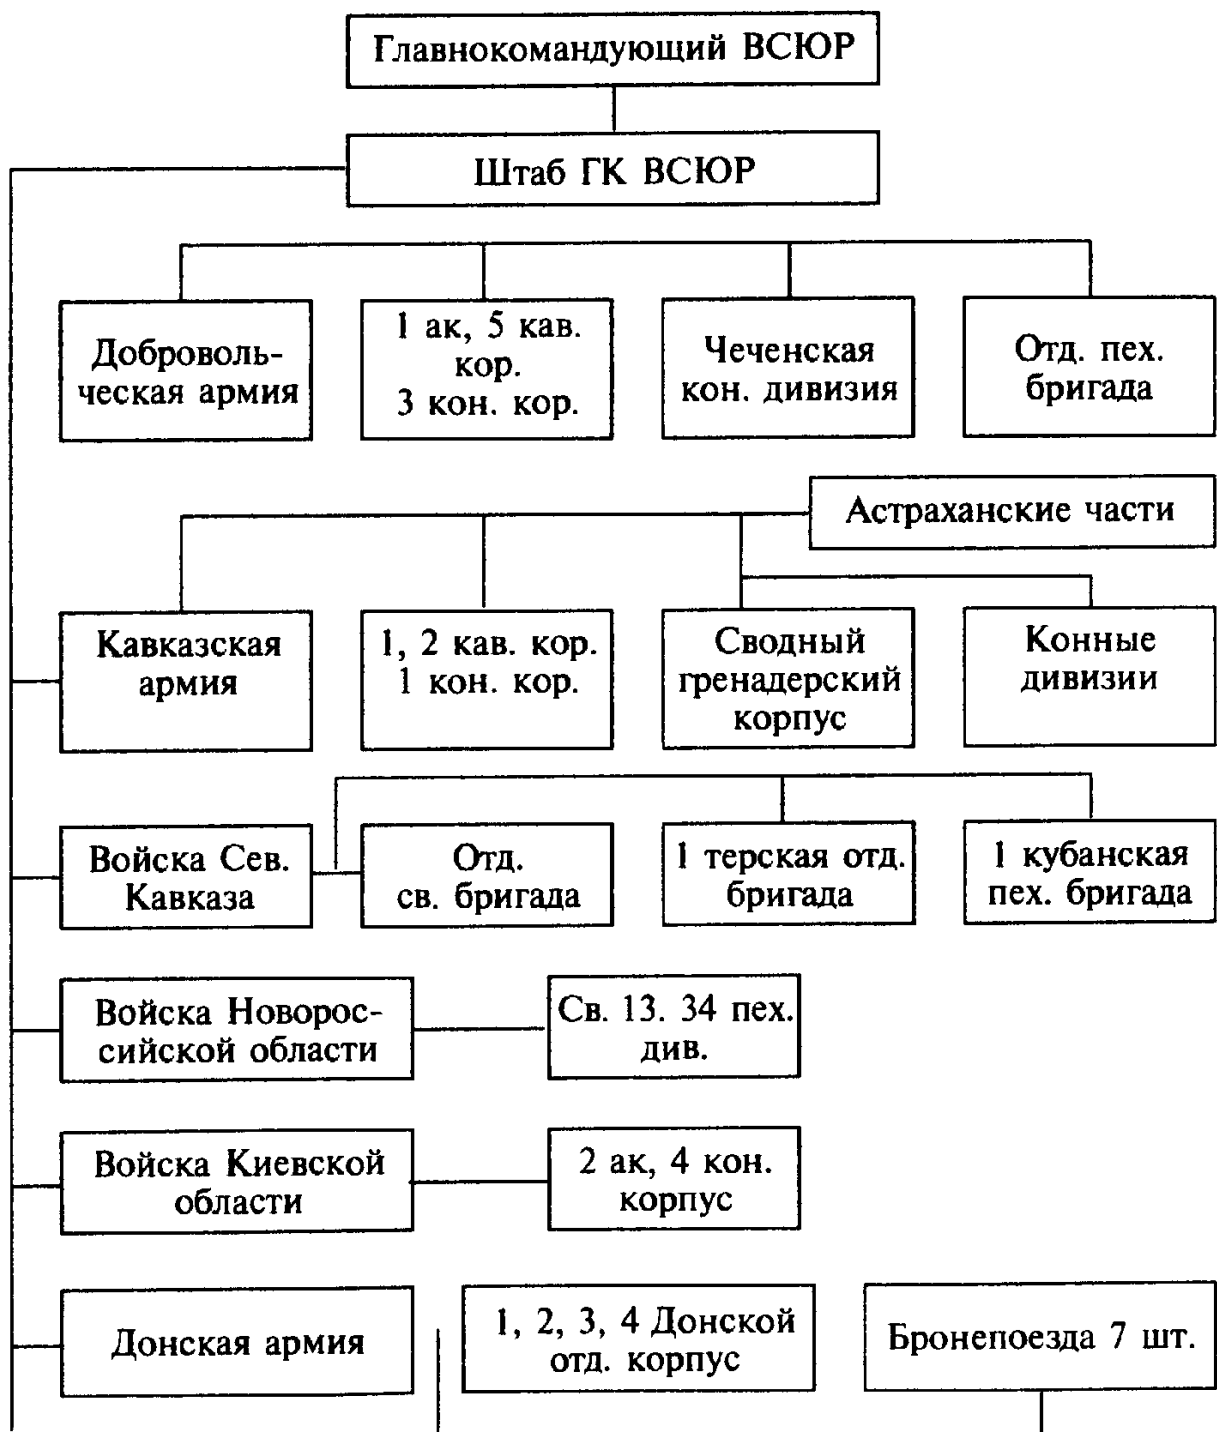 Главнокомандующий ВСЮР
Штаб ГК ВСЮР
Доброволь-
ческая армия
1 ак, 5 кав.
кор.
3 кон. кор.
Чеченская
кон. дивизия
Отд. пех.
бригада
Астраханские части
Кавказская
армия
1, 2 кав. кор.
1 кон. кор.
Сводный
гренадерский
корпус
Конные
дивизии
Войска Сев.
Кавказа
Отд.
св. бригада
1 терская отд.
бригада
1 кубанская
пех. бригада
Войска Новорос-
сийской области
Св. 13. 34 пех.
див.
Войска Киевской
области
2 ак, 4 кон.
корпус
Донская армия
1, 2, 3, 4 Донской
отд. корпус
Бронепоезда 7 шт.